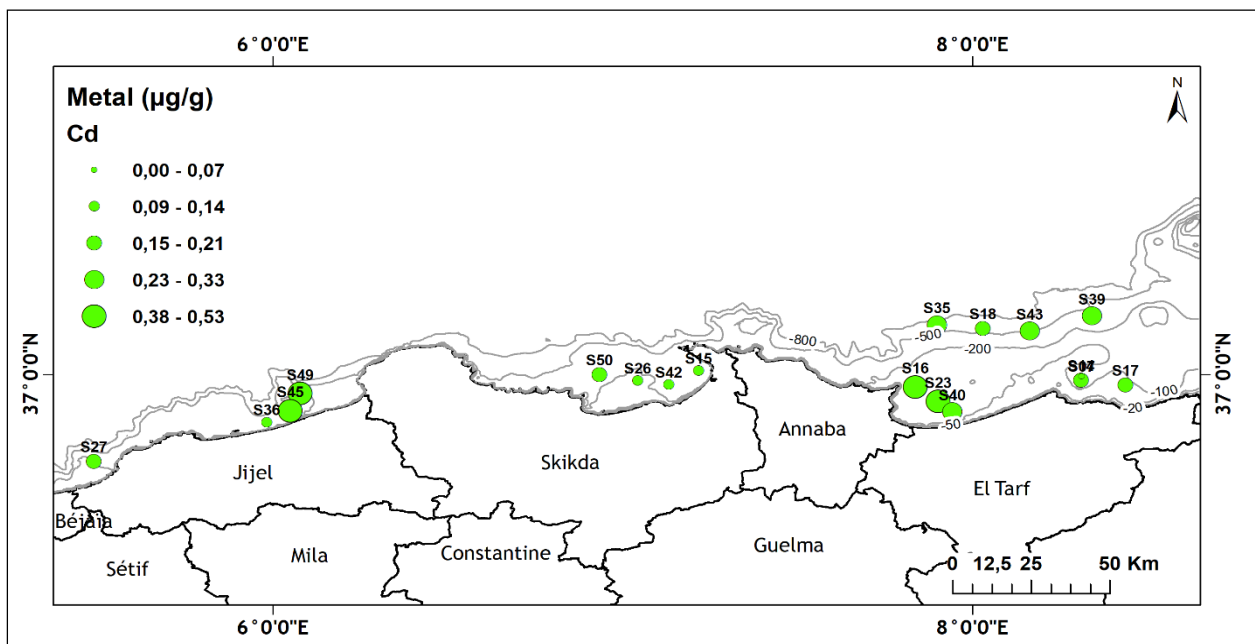 6°0'0"E 8°0'0"E
Metal (µg/g)
Cd
0,00 - 0,07
0,09 - 0,14
0,15 - 0,21
0,23 - 0,33
0,38 - 0,53
N
37°0'0"N
37°0'0"N
S35
S18
S43
S39
-500
-800
-200
S49
S45
S36
S27
S50
S26
S42
S15
S16
S23
S40
S17
-100
-20
-50
Annaba
Jijel
Skikda
El Tarf
Béjaia
Sétif
Mila
Constantine
Guelma
0 12,5 25 50 Km
6°0'0"E 8°0'0"E